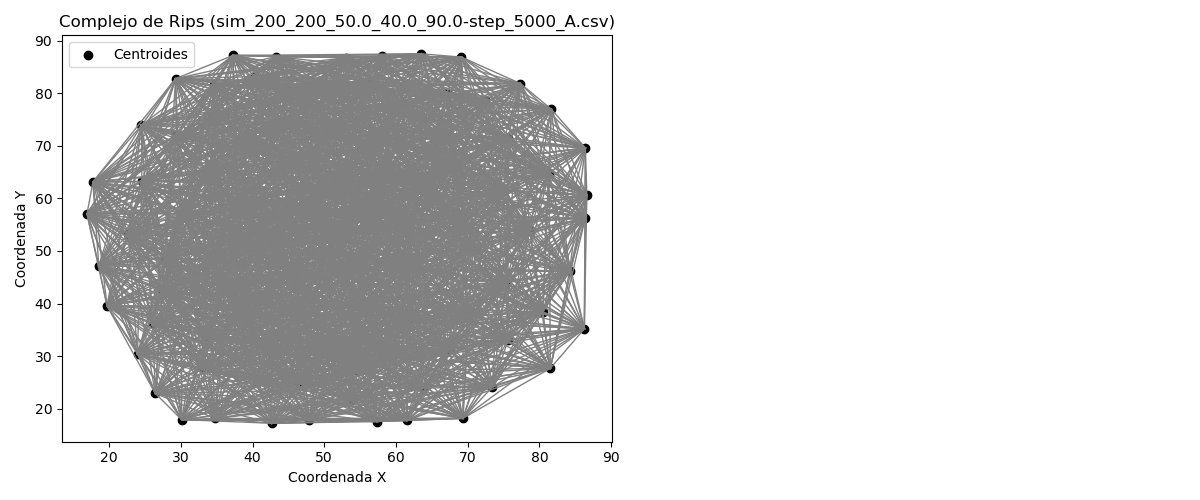 Complejo de Rips (sim_200_200_50.0_40.0_90.0-step_5000_A.csv)
Centroides
90
80
70
60
50
40
30
20
Coordenada Y
20 30 40 50 60 70 80 90
Coordenada X